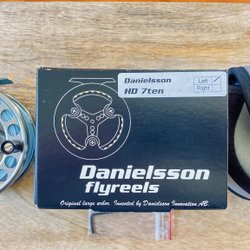 Danielsson
HD 7ten
Left
Right
Danielsson
flyreels
Original large arbor. Invented by Danielsson Innovation AB.